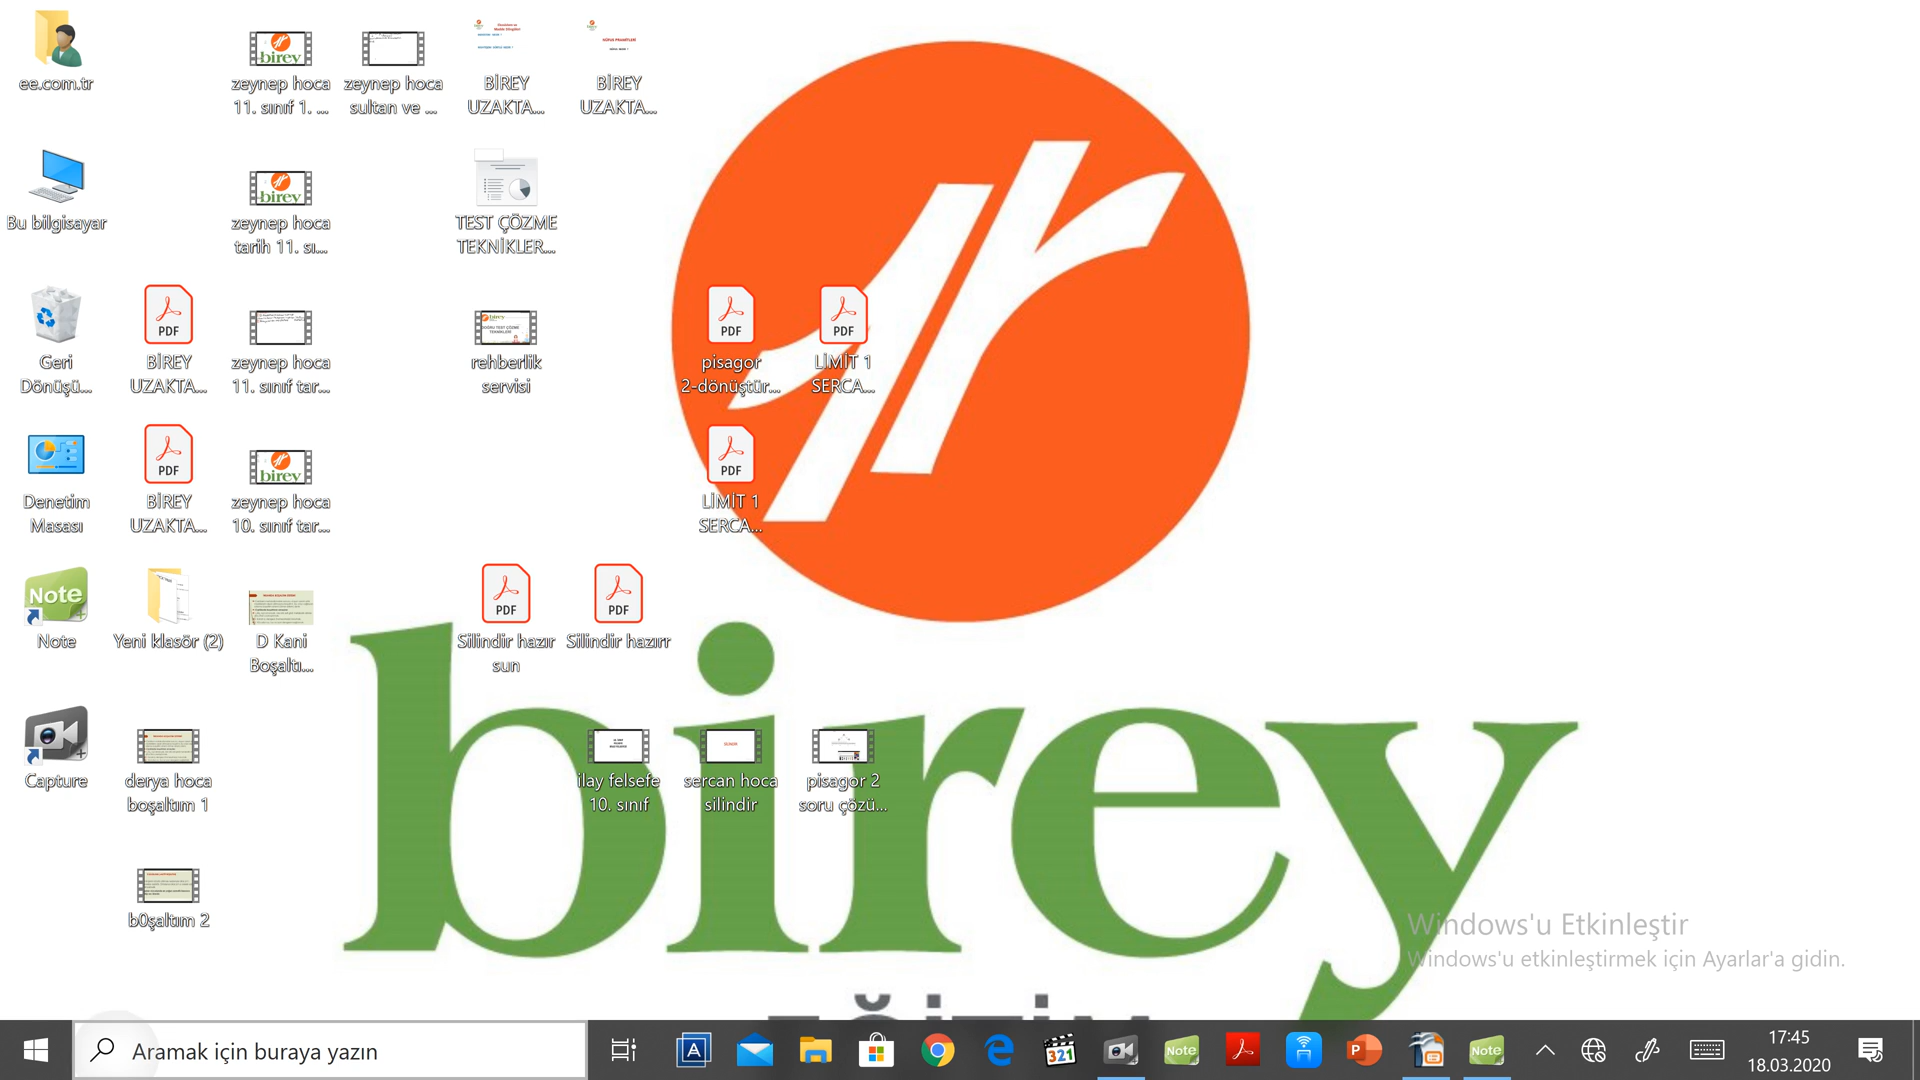 ee.com.tr
zeynep hoca
11. sınıf 1. ...
zeynep hoca
sultan ve ...
BİREY
UZAKTA...
BİREY
UZAKTA...
Bu bilgisayar
zeynep hoca
tarih 11. sı...
TEST ÇÖZME
TEKNİKLER...
Geri
Dönüşü...
PDF
BİREY
UZAKTA...
zeynep hoca
11. sınıf tar...
rehberlik
servisi
PDF
pisagor
2-dönüştür...
PDF
LİMİT 1
SERCA...
Denetim
Masası
PDF
BİREY
UZAKTA...
birey
zeynep hoca
10. sınıf tar...
PDF
LİMİT 1
SERCA...
Note
Note
Yeni klasör (2)
D Kani
Boşaltı...
PDF
Silindir hazır
sun
PDF
Silindir hazırr
Capture
derya hoca
boşaltım 1
ilay felsefe
10. sınıf
sercan hoca
silindir
pisagor 2
soru çözü...
b0şaltım 2
birey
EĞİTİM
Windows'u Etkinleştir
Windows'u etkinleştirmek için Ayarlar'a gidin.
Aramak için buraya yazın
A
321
Note
P
Note
17:45
18.03.2020